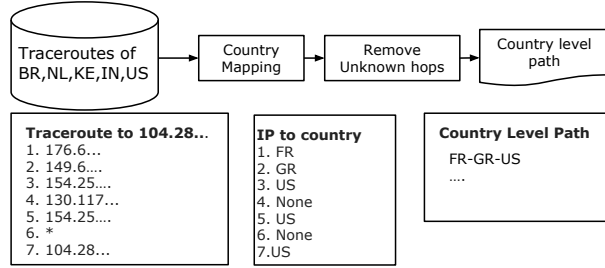 Traceroutes of
BR,NL,KE,IN,US
Country
Mapping
Remove
Unknown hops
Country level
path
Traceroute to 104.28...
1. 176.6...
2. 149.6....
3. 154.25....
4. 130.117...
5. 154.25....
6. *
7. 104.28...
IP to country
1. FR
2. GR
3. US
4. None
5. US
6. None
7.US
Country Level Path
FR-GR-US
....